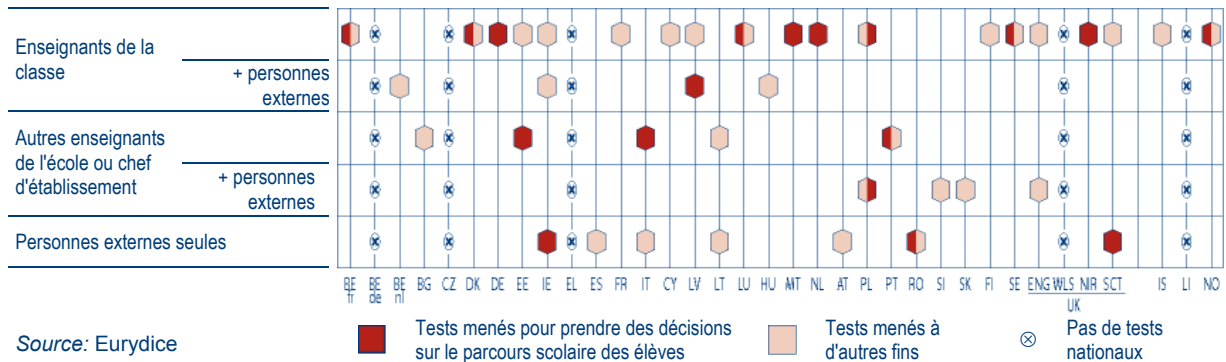 Enseignants de la
classe
+ personnes
externes
Autres enseignants
de l'école ou chef
d'établissement
+ personnes
externes
Personnes externes seules
BE fr BE de BE nl BG CZ DK DE EE IE EL ES FR IT CY LV LT LU HU MT NL AT PL PT RO SI SK FI SE ENG WLS NIR SCT IS LI NO
UK
Source: Eurydice
Tests menés pour prendre des décisions
sur le parcours scolaire des élèves
Tests menés à
d'autres fins
Pas de tests
nationaux